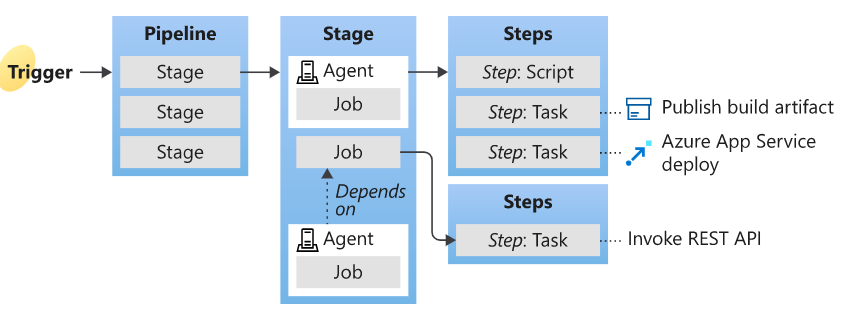 Trigger
Pipeline
Stage
Stage
Stage
Stage
Agent
Job
Job
Depends
on
Agent
Job
Steps
Step: Script
Step: Task
Step: Task
Publish build artifact
Azure App Service
deploy
Steps
Step: Task
Invoke REST API